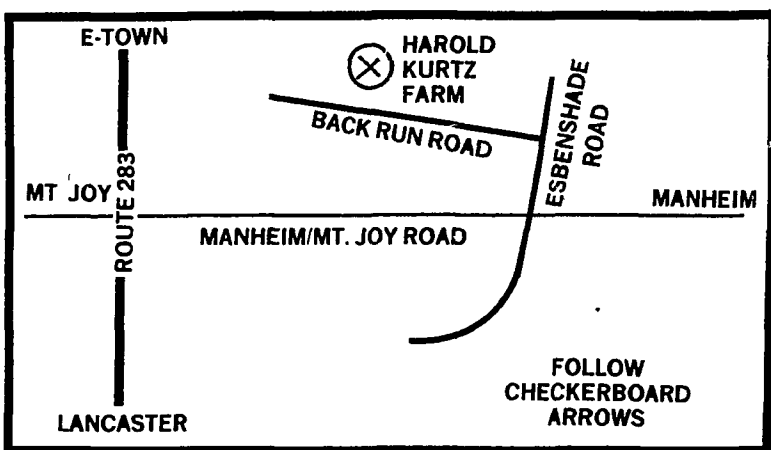 E-TOWN
HAROLD
KURTZ
FARM
BACK RUN ROAD
ESBENSHADE
ROAD
MT JOY
ROUTE 283
MANHEIM
MANHEIM/MT. JOY ROAD
FOLLOW
CHECKERBOARD
ARROWS
LANCASTER